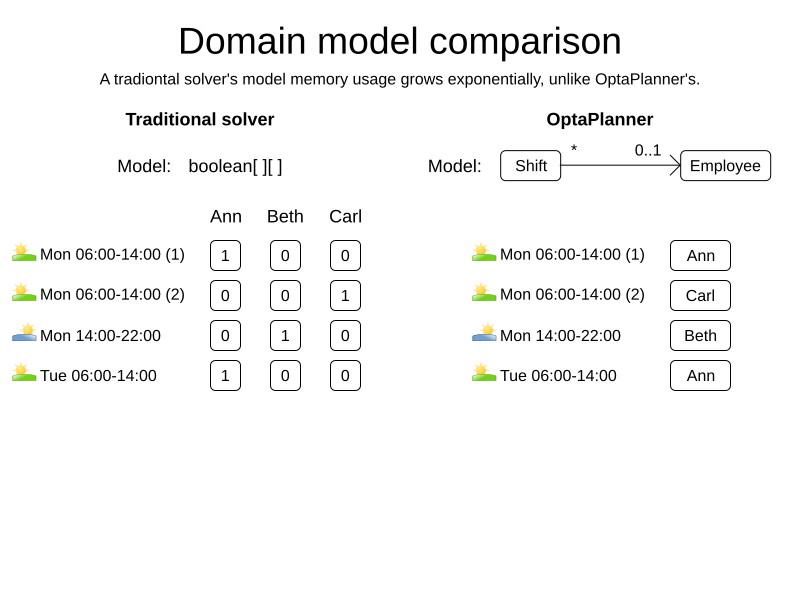 Domain model comparison
A tradiontal solver's model memory usage grows exponentially, unlike OptaPlanner's.
Traditional solver
Model: boolean[ ][ ]
Ann Beth Carl
Mon 06:00-14:00 (1) 1 0 0
Mon 06:00-14:00 (2) 0 0 1
Mon 14:00-22:00 0 1 0
Tue 06:00-14:00 1 0 0
OptaPlanner
Model: Shift * 0..1 Employee
Mon 06:00-14:00 (1) Ann
Mon 06:00-14:00 (2) Carl
Mon 14:00-22:00 Beth
Tue 06:00-14:00 Ann